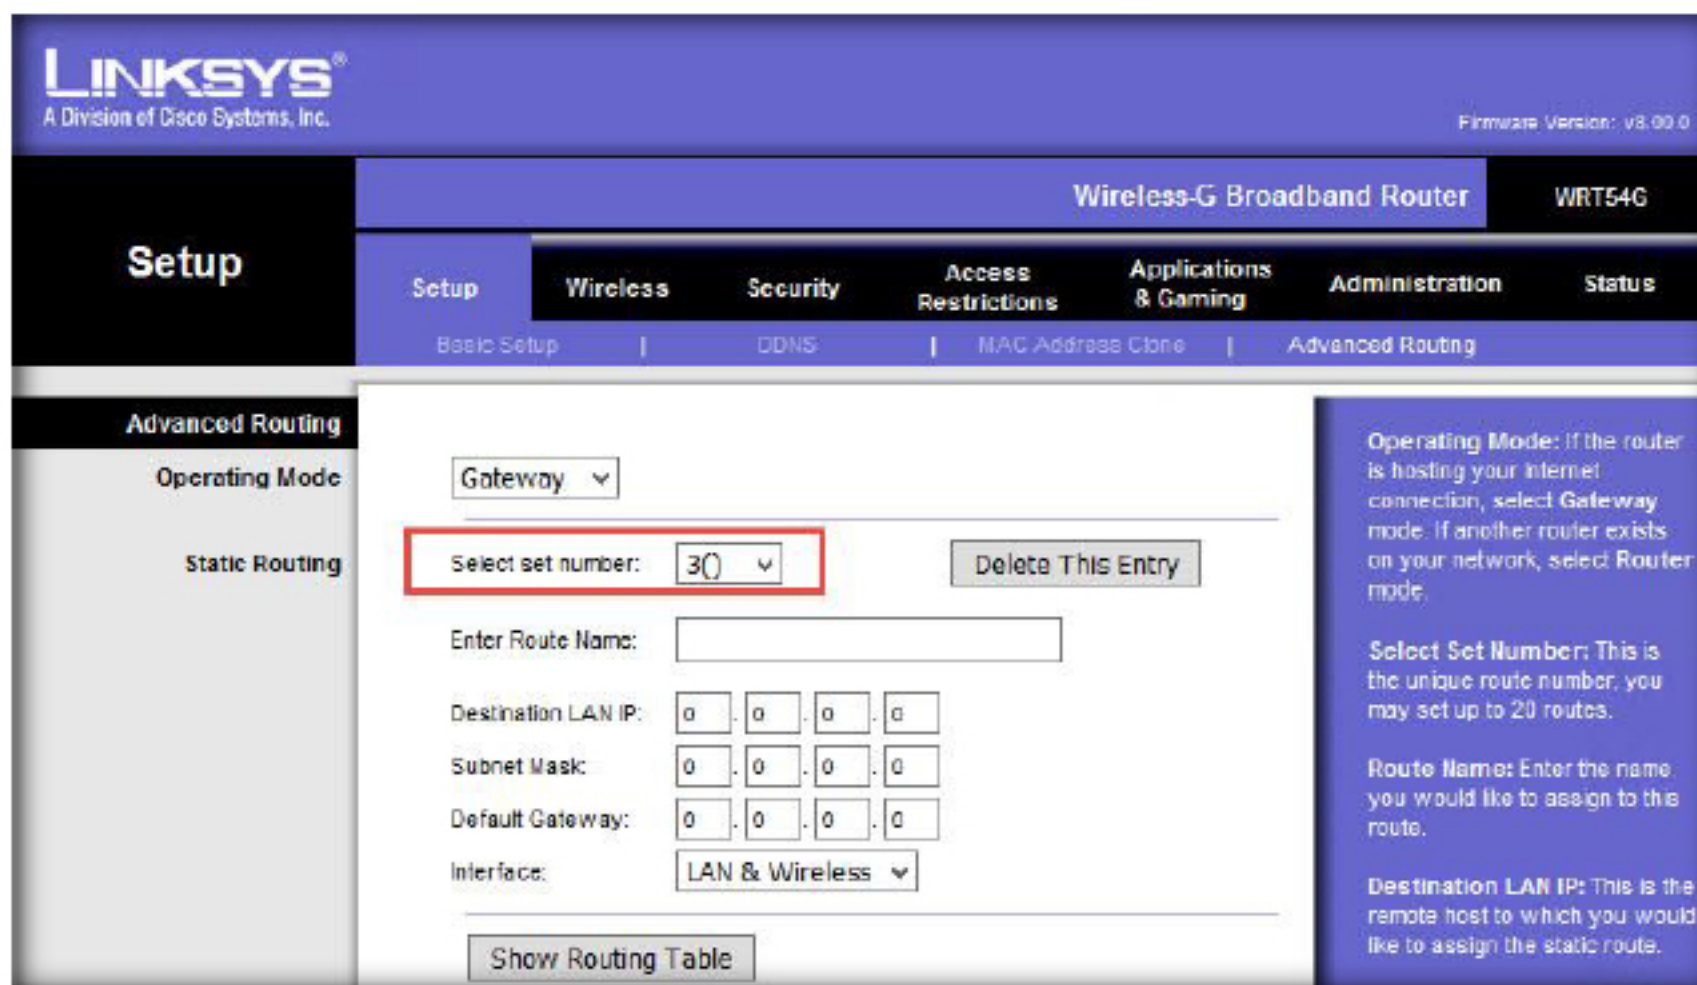 LINKSYS®
A Division of Cisco Systems, Inc.
Firmware Version: v8.00.0
Wireless-G Broadband Router
WRT54G
Setup
Setup
Wireless
Security
Access
Restrictions
Applications
& Gaming
Administration
Status
Basic Setup | DDNS | MAC Address Clone | Advanced Routing
Advanced Routing
Operating Mode
Gateway
Static Routing
Select set number: 3()
Delete This Entry
Enter Route Name:
Destination LAN IP: 0 . 0 . 0 . 0
Subnet Mask: 0 . 0 . 0 . 0
Default Gateway: 0 . 0 . 0 . 0
Interface: LAN & Wireless
Show Routing Table
Operating Mode: If the router
is hosting your Internet
connection, select Gateway
mode. If another router exists
on your network, select Router
mode.
Select Set Number: This is
the unique route number, you
may set up to 20 routes.
Route Name: Enter the name
you would like to assign to this
route.
Destination LAN IP: This is the
remote host to which you would
like to assign the static route.